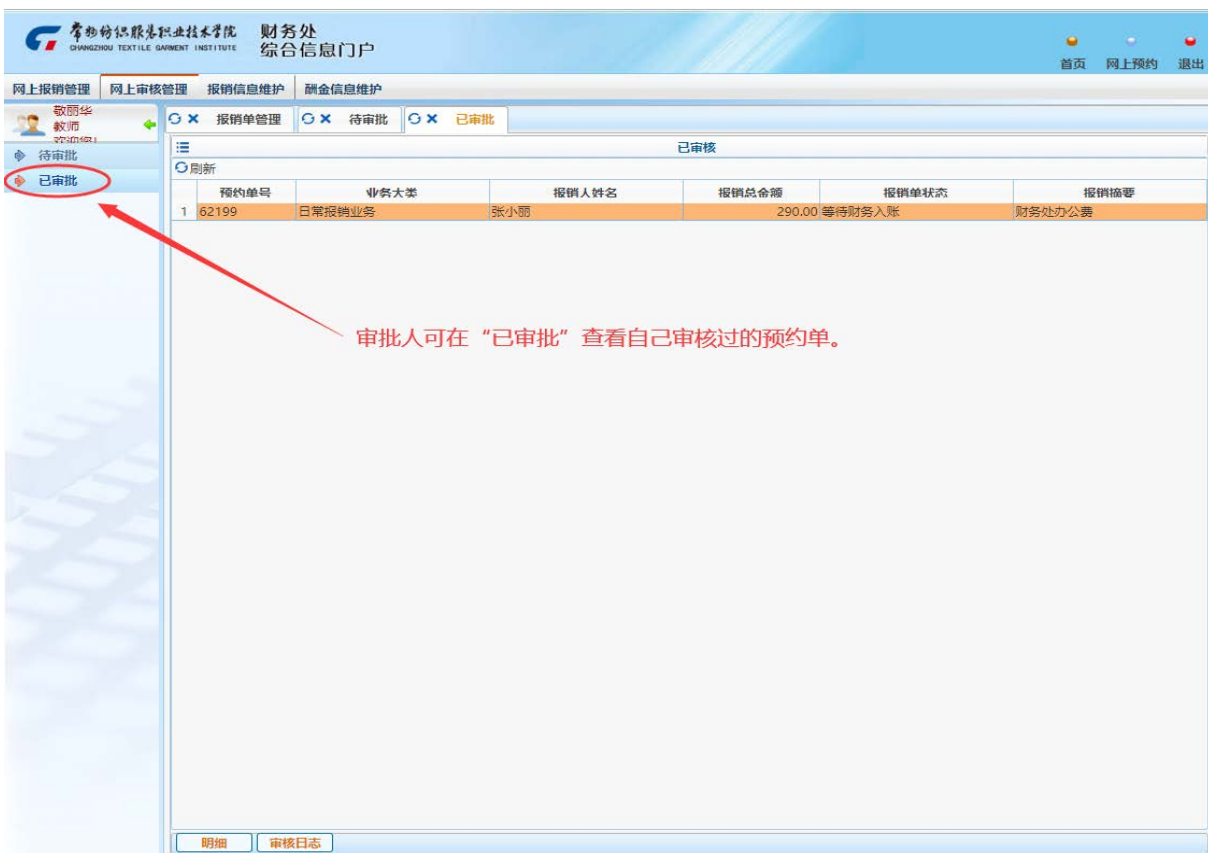 常州纺织服装职业技术学院
CHANGZHOU TEXTILE GARMENT INSTITUTE
财务处
综合信息门户
首页 网上预约 退出
网上报销管理 网上审核管理 报销信息维护 酬金信息维护
敬丽华
教师
欢迎您!
待审批
已审批
报销单管理 待审批 已审批
已审核
刷新
预约单号 业务大类 报销人姓名 报销总金额 报销单状态 报销摘要
1 62199 日常报销业务 张小丽 290.00 等待财务入账 财务处办公费
审批人可在“已审批”查看自己审核过的预约单。
明细 审核日志